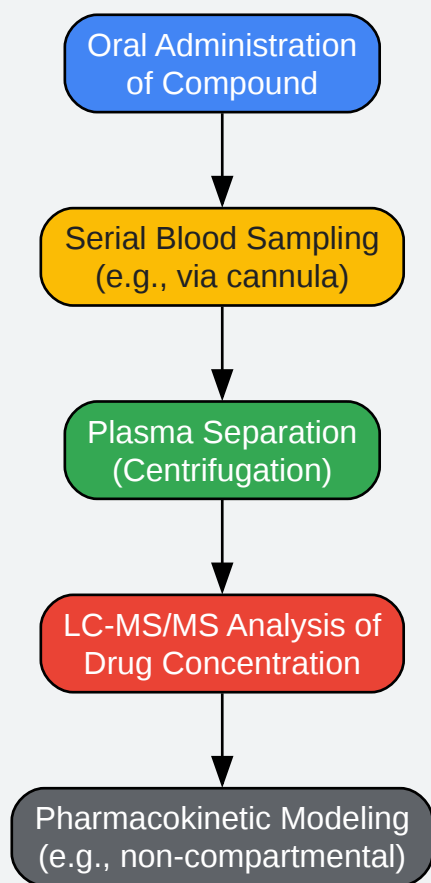 Oral Administration
of Compound
Serial Blood Sampling
(e.g., via cannula)
Plasma Separation
(Centrifugation)
LC-MS/MS Analysis of
Drug Concentration
Pharmacokinetic Modeling
(e.g., non-compartmental)